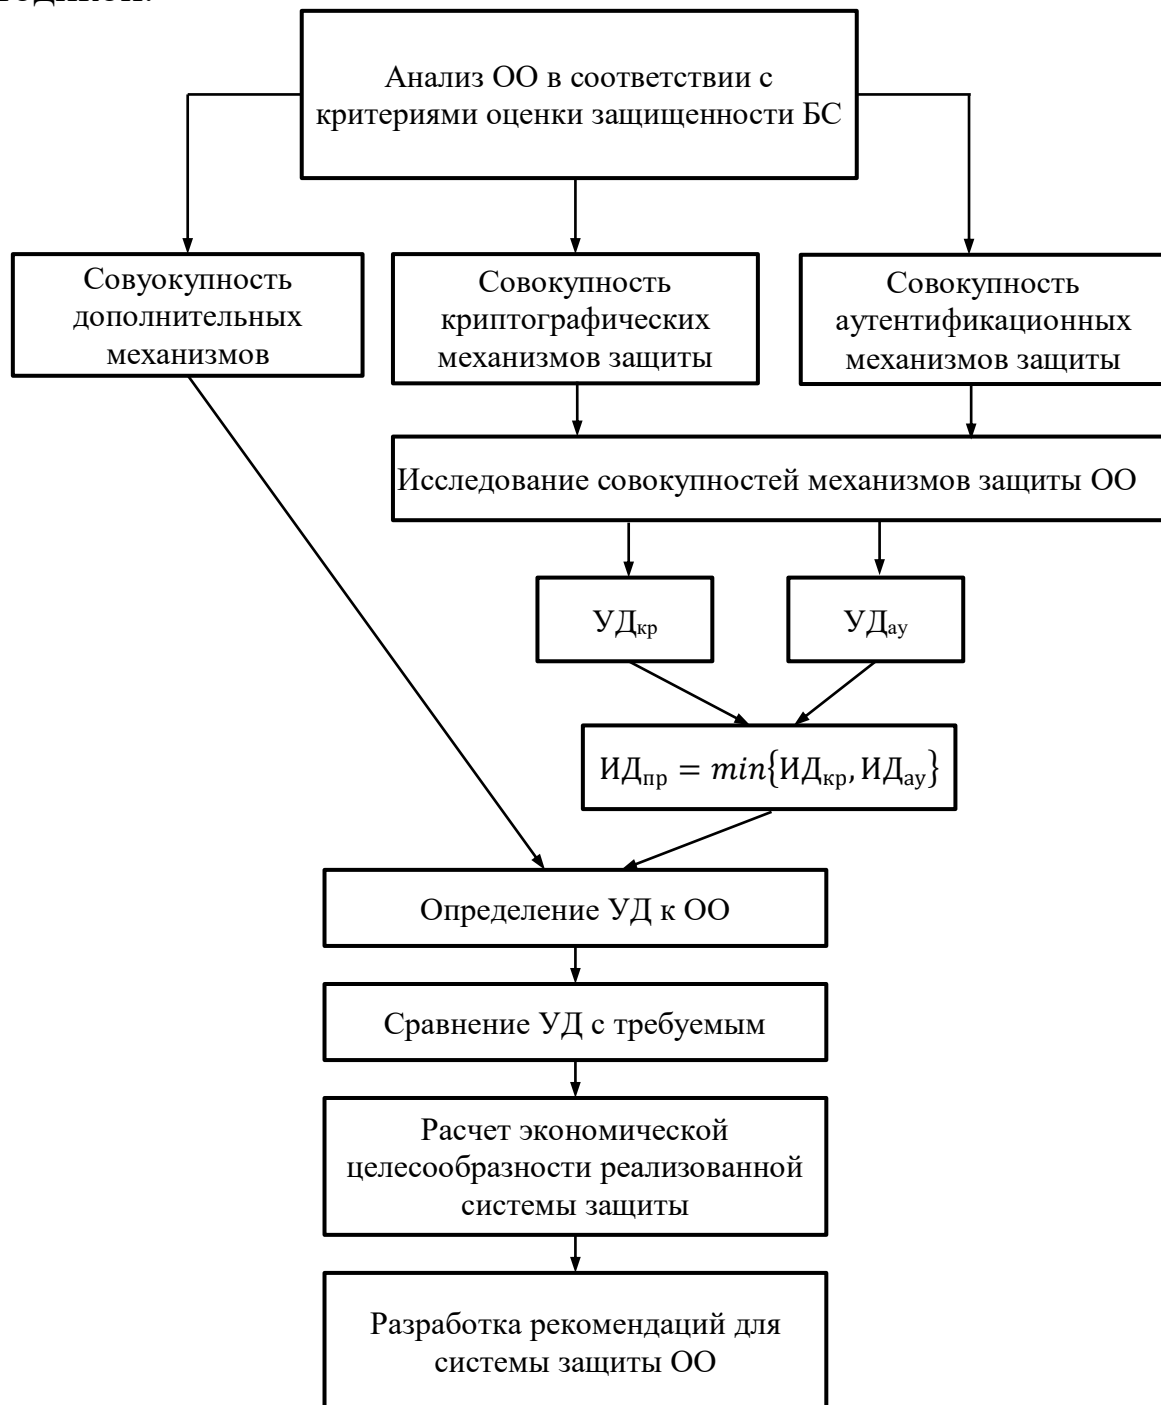 Анализ ОО в соответствии с
критериями оценки защищенности БС
Совуокупность
дополнительных
механизмов
Совокупность
криптографических
механизмов защиты
Совокупность
аутентификационных
механизмов защиты
Исследование совокупностей механизмов защиты ОО
УДкр
УДау
ИДпр = min{ИДкр, ИДау}
Определение УД к ОО
Сравнение УД с требуемым
Расчет экономической
целесообразности реализованной
системы защиты
Разработка рекомендаций для
системы защиты ОО